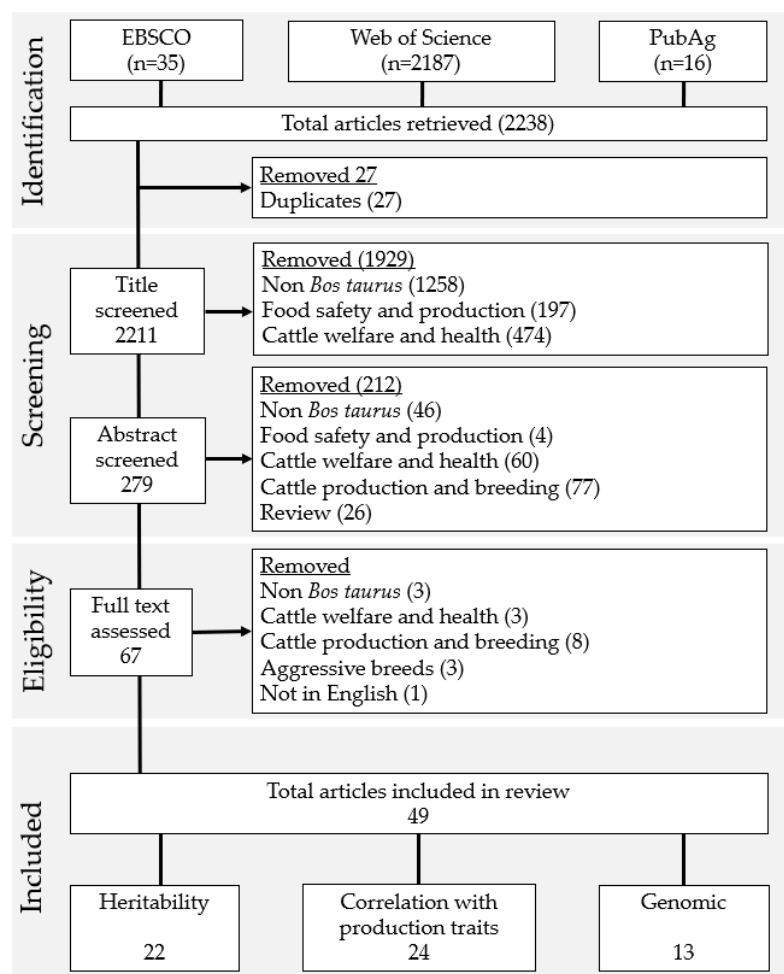 Identification
EBSCO
(n=35)
Web of Science
(n=2187)
PubAg
(n=16)
Total articles retrieved (2238)
Removed 27
Duplicates (27)
Screening
Title
screened
2211
Removed (1929)
Non Bos taurus (1258)
Food safety and production (197)
Cattle welfare and health (474)
Abstract
screened
279
Removed (212)
Non Bos taurus (46)
Food safety and production (4)
Cattle welfare and health (60)
Cattle production and breeding (77)
Review (26)
Eligibility
Full text
assessed
67
Removed
Non Bos taurus (3)
Cattle welfare and health (3)
Cattle production and breeding (8)
Aggressive breeds (3)
Not in English (1)
Included
Total articles included in review
49
Heritability
22
Correlation with
production traits
24
Genomic
13